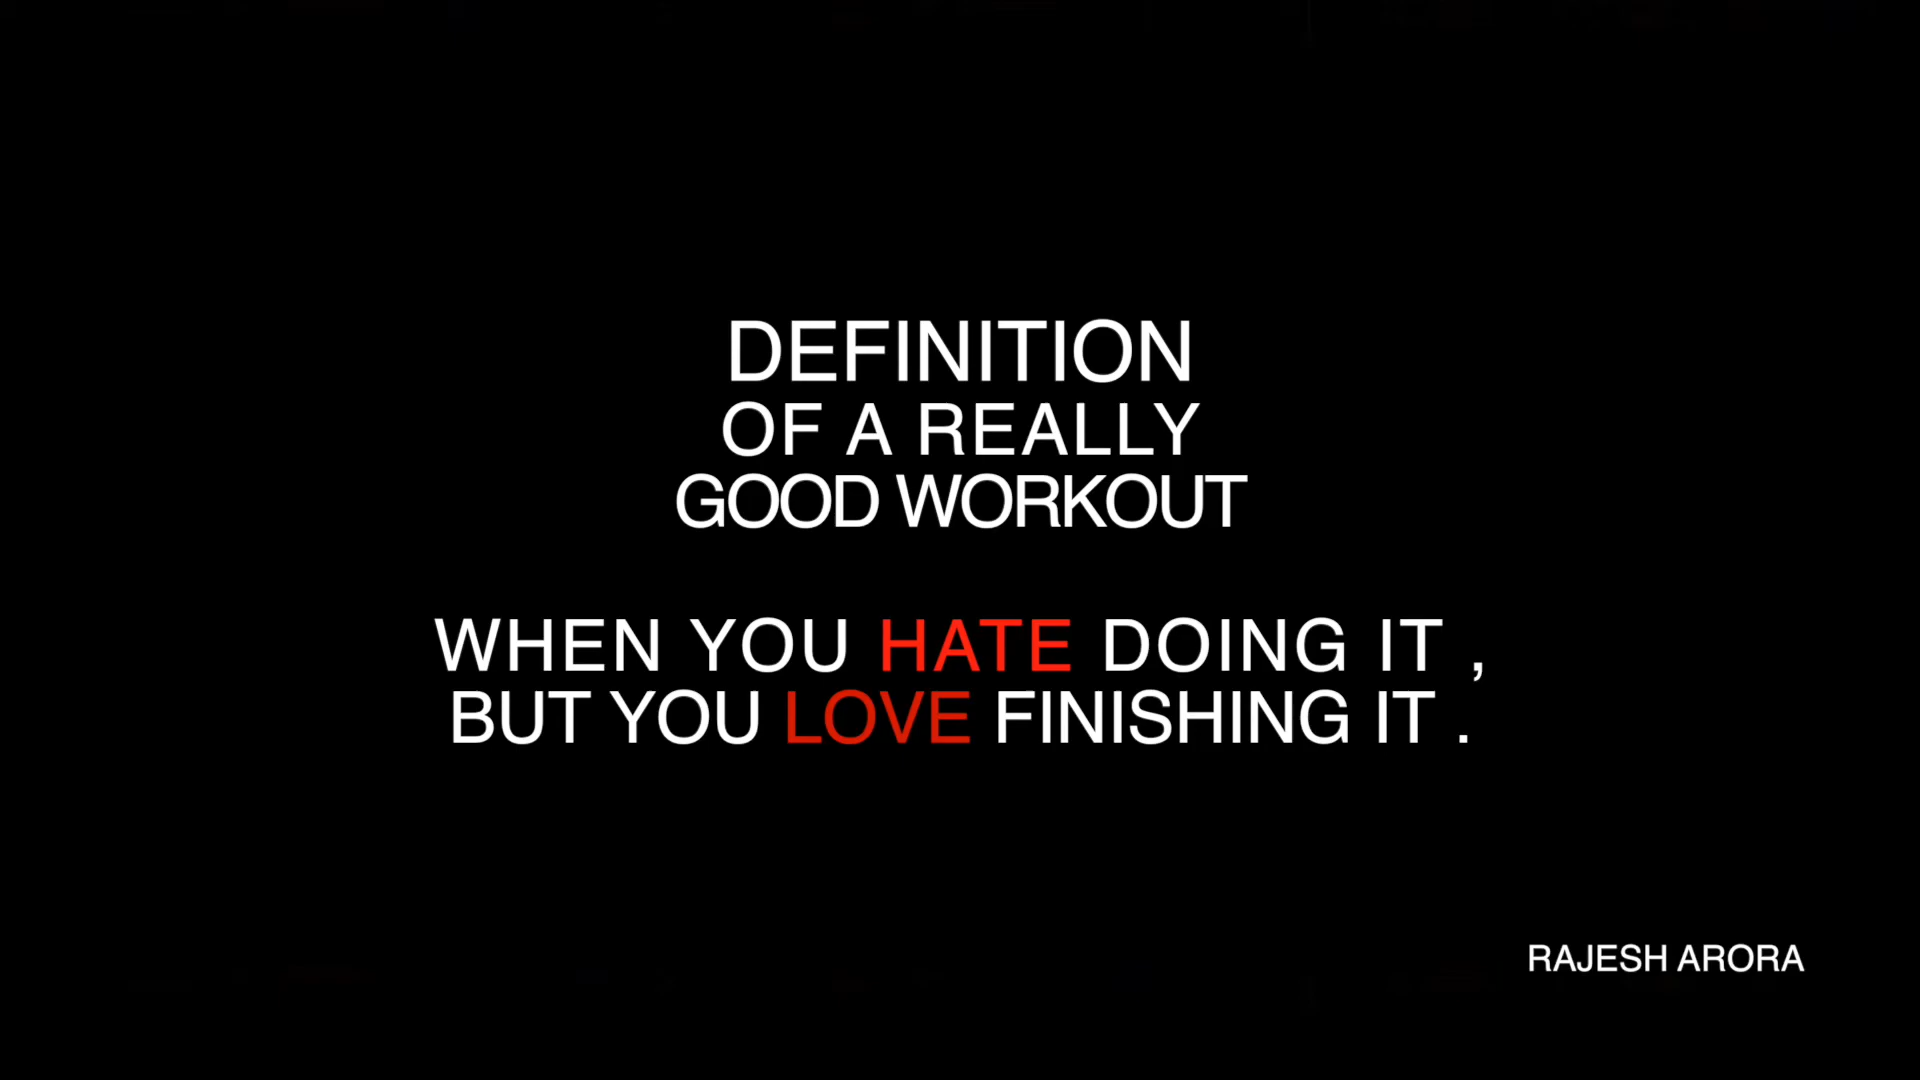 DEFINITION
OF A REALLY
GOOD WORKOUT
WHEN YOU HATE DOING IT ,
BUT YOU LOVE FINISHING IT .
RAJESH ARORA